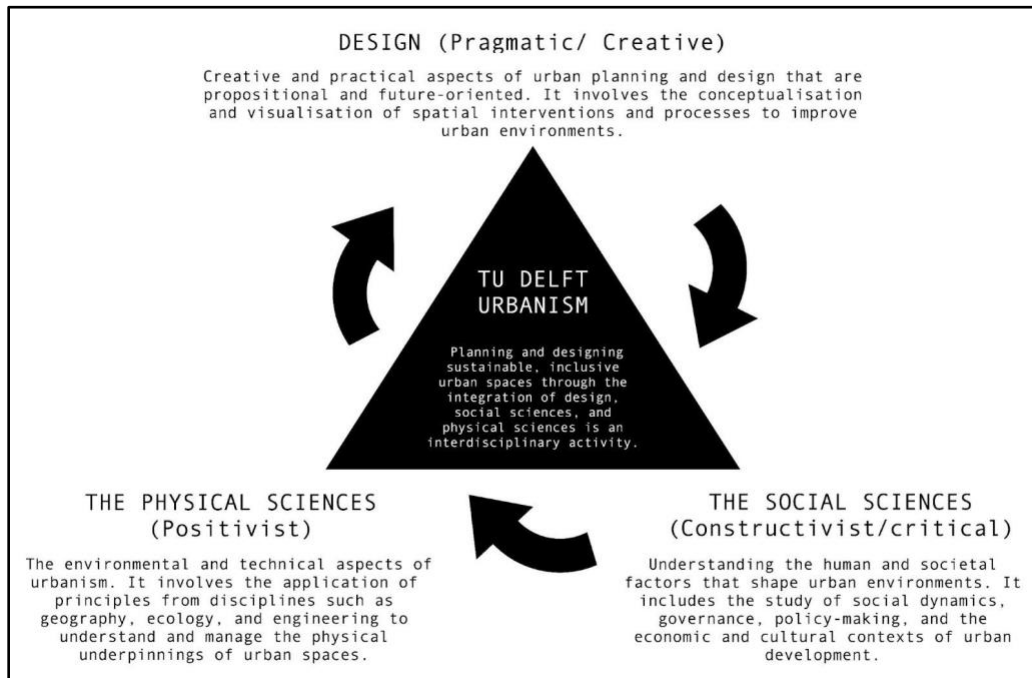 DESIGN (Pragmatic/ Creative)
Creative and practical aspects of urban planning and design that are
propositional and future-oriented. It involves the conceptualisation
and visualisation of spatial interventions and processes to improve
urban environments.
TU DELFT
URBANISM
Planning and designing
sustainable, inclusive
urban spaces through the
integration of design,
social sciences, and
physical sciences is an
interdisciplinary activity.
THE PHYSICAL SCIENCES
(Positivist)
The environmental and technical aspects of
urbanism. It involves the application of
principles from disciplines such as
geography, ecology, and engineering to
understand and manage the physical
underpinnings of urban spaces.
THE SOCIAL SCIENCES
(Constructivist/critical)
Understanding the human and societal
factors that shape urban environments. It
includes the study of social dynamics,
governance, policy-making, and the
economic and cultural contexts of urban
development.